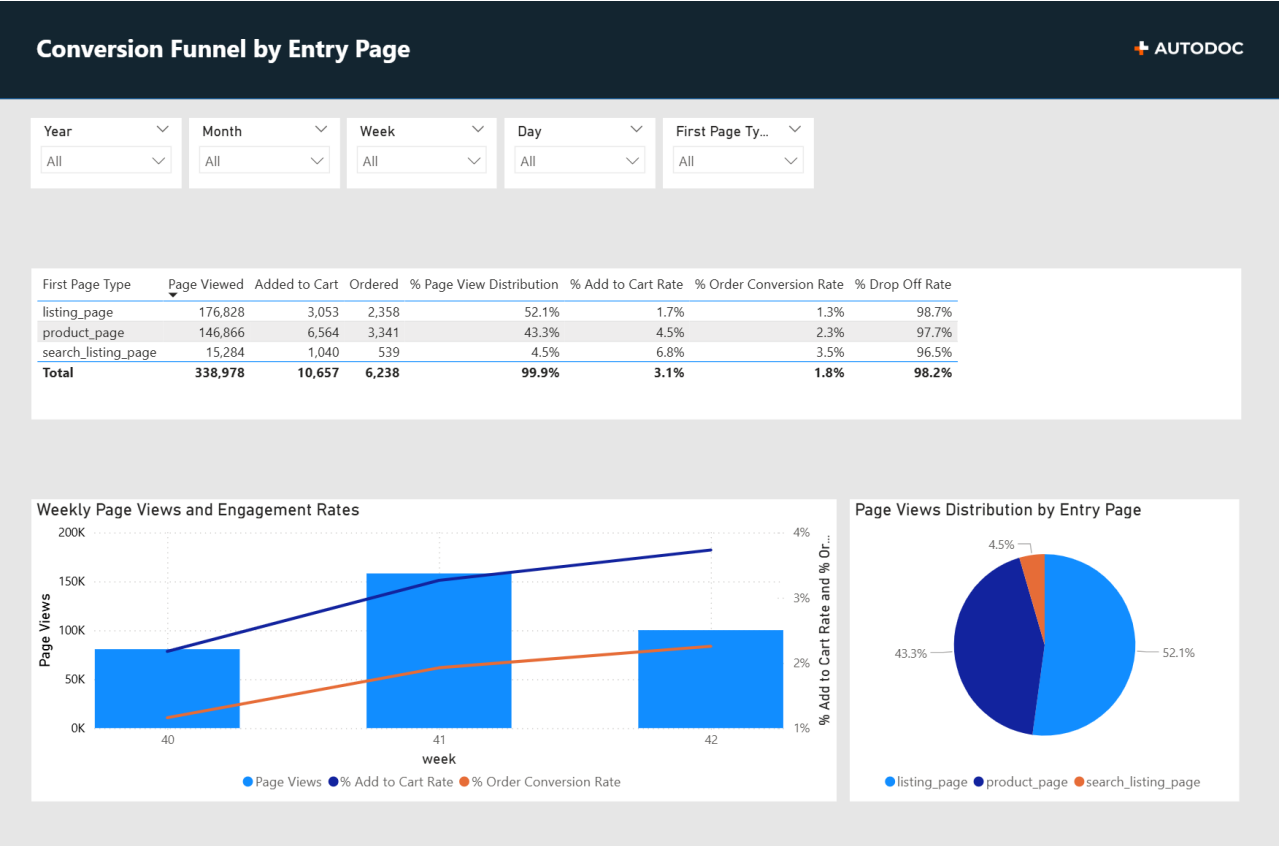 Conversion Funnel by Entry Page
AUTODOC
Year Month Week Day First Page Ty...
All All All All All
First Page Type Page Viewed Added to Cart Ordered % Page View Distribution % Add to Cart Rate % Order Conversion Rate % Drop Off Rate
listing_page 176,828 3,053 2,358 52.1% 1.7% 1.3% 98.7%
product_page 146,866 6,564 3,341 43.3% 4.5% 2.3% 97.7%
search_listing_page 15,284 1,040 539 4.5% 6.8% 3.5% 96.5%
Total 338,978 10,657 6,238 99.9% 3.1% 1.8% 98.2%
Weekly Page Views and Engagement Rates
200K
150K
100K
50K
0K
Page Views
4%
3%
2%
1%
% Add to Cart Rate and % Or...
40 41 42
week
Page Views % Add to Cart Rate % Order Conversion Rate
Page Views Distribution by Entry Page
4.5%
43.3%
52.1%
listing_page product_page search_listing_page